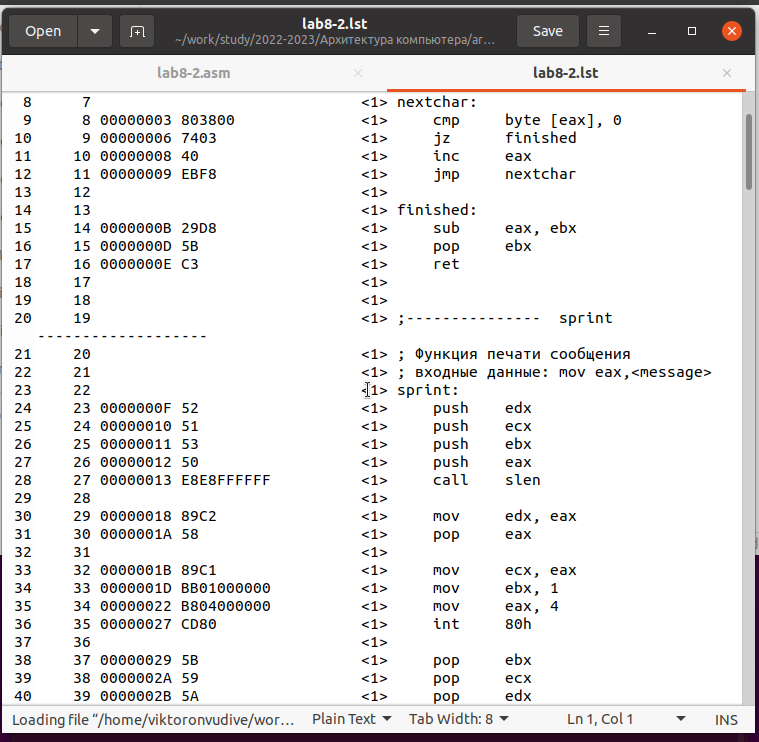 Open
lab8-2.lst
~/work/study/2022-2023/Архитектура компьютера/ar…
Save
lab8-2.asm
lab8-2.lst
8 7 <1> nextchar:
9 8 00000003 803800 <1> cmp byte [eax], 0
10 9 00000006 7403 <1> jz finished
11 10 00000008 40 <1> inc eax
12 11 00000009 EBF8 <1> jmp nextchar
13 12 <1>
14 13 <1> finished:
15 14 0000000B 29D8 <1> sub eax, ebx
16 15 0000000D 5B <1> pop ebx
17 16 0000000E C3 <1> ret
18 17 <1>
19 18 <1>
20 19 <1> ;--------------- sprint
-------------------
21 20 <1> ; Функция печати сообщения
22 21 <1> ; входные данные: mov eax,<message>
23 22 <1> sprint:
24 23 0000000F 52 <1> push edx
25 24 00000010 51 <1> push ecx
26 25 00000011 53 <1> push ebx
27 26 00000012 50 <1> push eax
28 27 00000013 E8E8FFFFFF <1> call slen
29 28 <1>
30 29 00000018 89C2 <1> mov edx, eax
31 30 0000001A 58 <1> pop eax
32 31 <1>
33 32 0000001B 89C1 <1> mov ecx, eax
34 33 0000001D BB01000000 <1> mov ebx, 1
35 34 00000022 B804000000 <1> mov eax, 4
36 35 00000027 CD80 <1> int 80h
37 36 <1>
38 37 00000029 5B <1> pop ebx
39 38 0000002A 59 <1> pop ecx
40 39 0000002B 5A <1> pop edx
Loading file “/home/viktoronvudive/wor… Plain Text Tab Width: 8 Ln 1, Col 1 INS